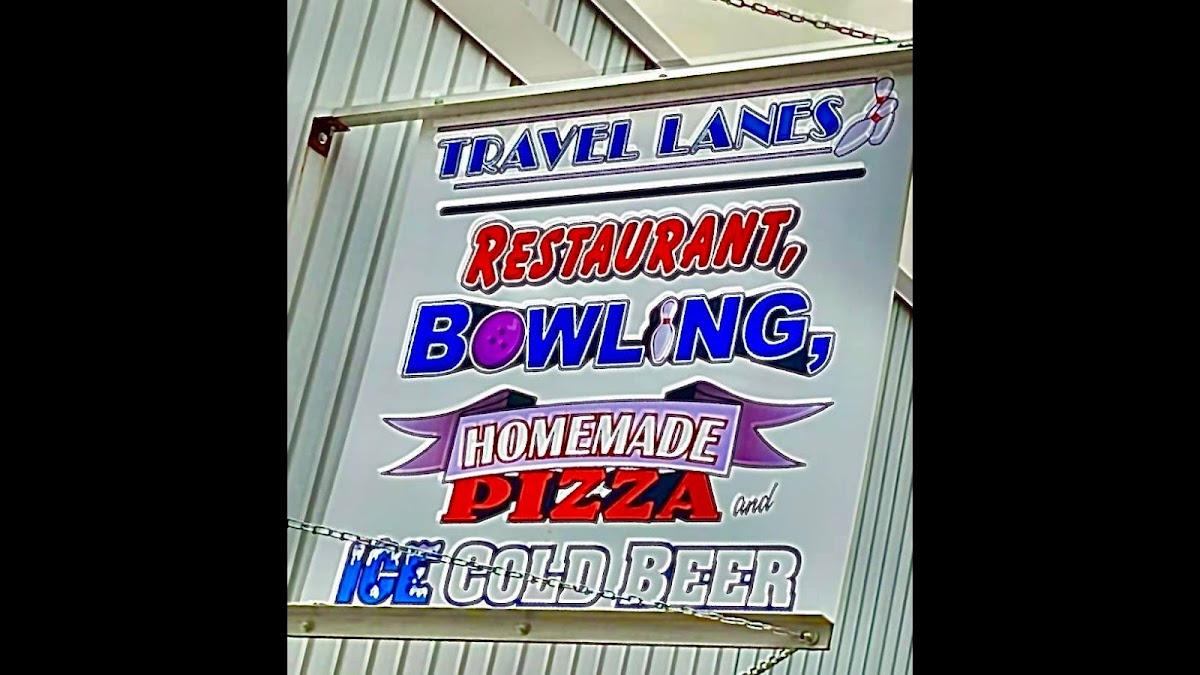 TRAVEL LANES
RESTAURANT,
BOWLING,
HOMEMADE
PIZZA and
ICE COLD BEER